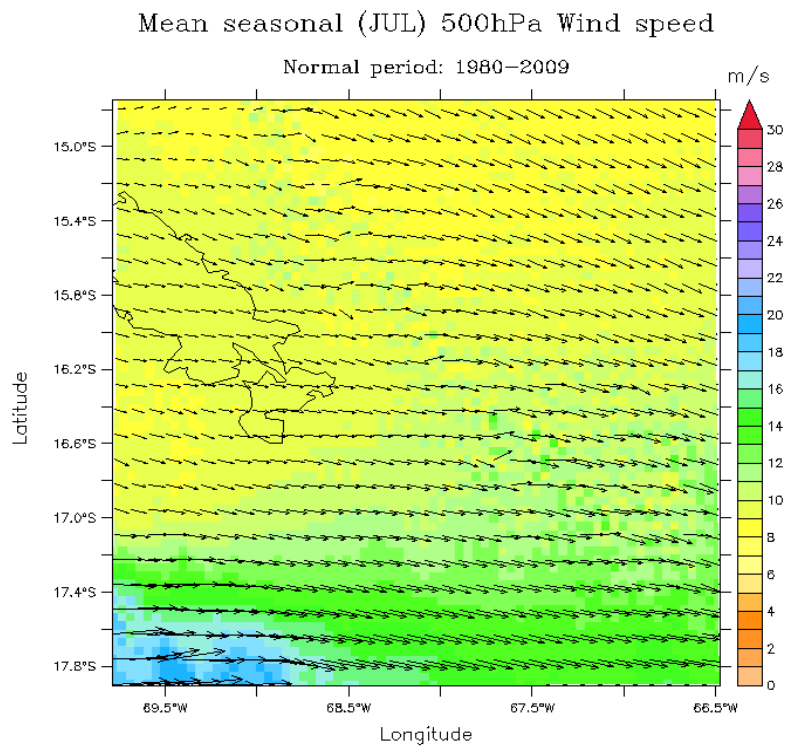 Mean seasonal (JUL) 500hPa Wind speed
Normal period: 1980-2009
m/s
30
28
26
24
22
20
18
16
14
12
10
8
6
4
2
0
15.0°S
15.4°S
15.8°S
16.2°S
16.6°S
17.0°S
17.4°S
17.8°S
Latitude
69.5°W 68.5°W 67.5°W 66.5°W
Longitude